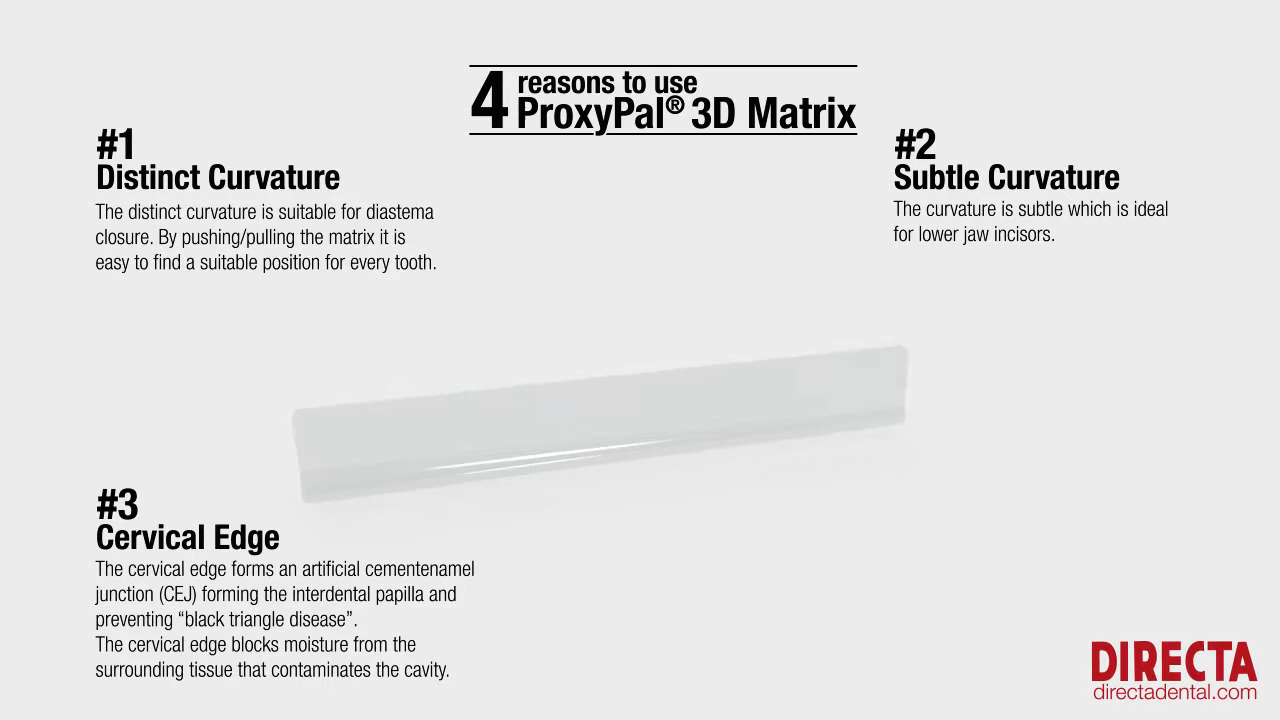 4 reasons to use
ProxyPal® 3D Matrix
#1
Distinct Curvature
The distinct curvature is suitable for diastema
closure. By pushing/pulling the matrix it is
easy to find a suitable position for every tooth.
#2
Subtle Curvature
The curvature is subtle which is ideal
for lower jaw incisors.
#3
Cervical Edge
The cervical edge forms an artificial cementenamel
junction (CEJ) forming the interdental papilla and
preventing “black triangle disease”.
The cervical edge blocks moisture from the
surrounding tissue that contaminates the cavity.
DIRECTA
directadental.com